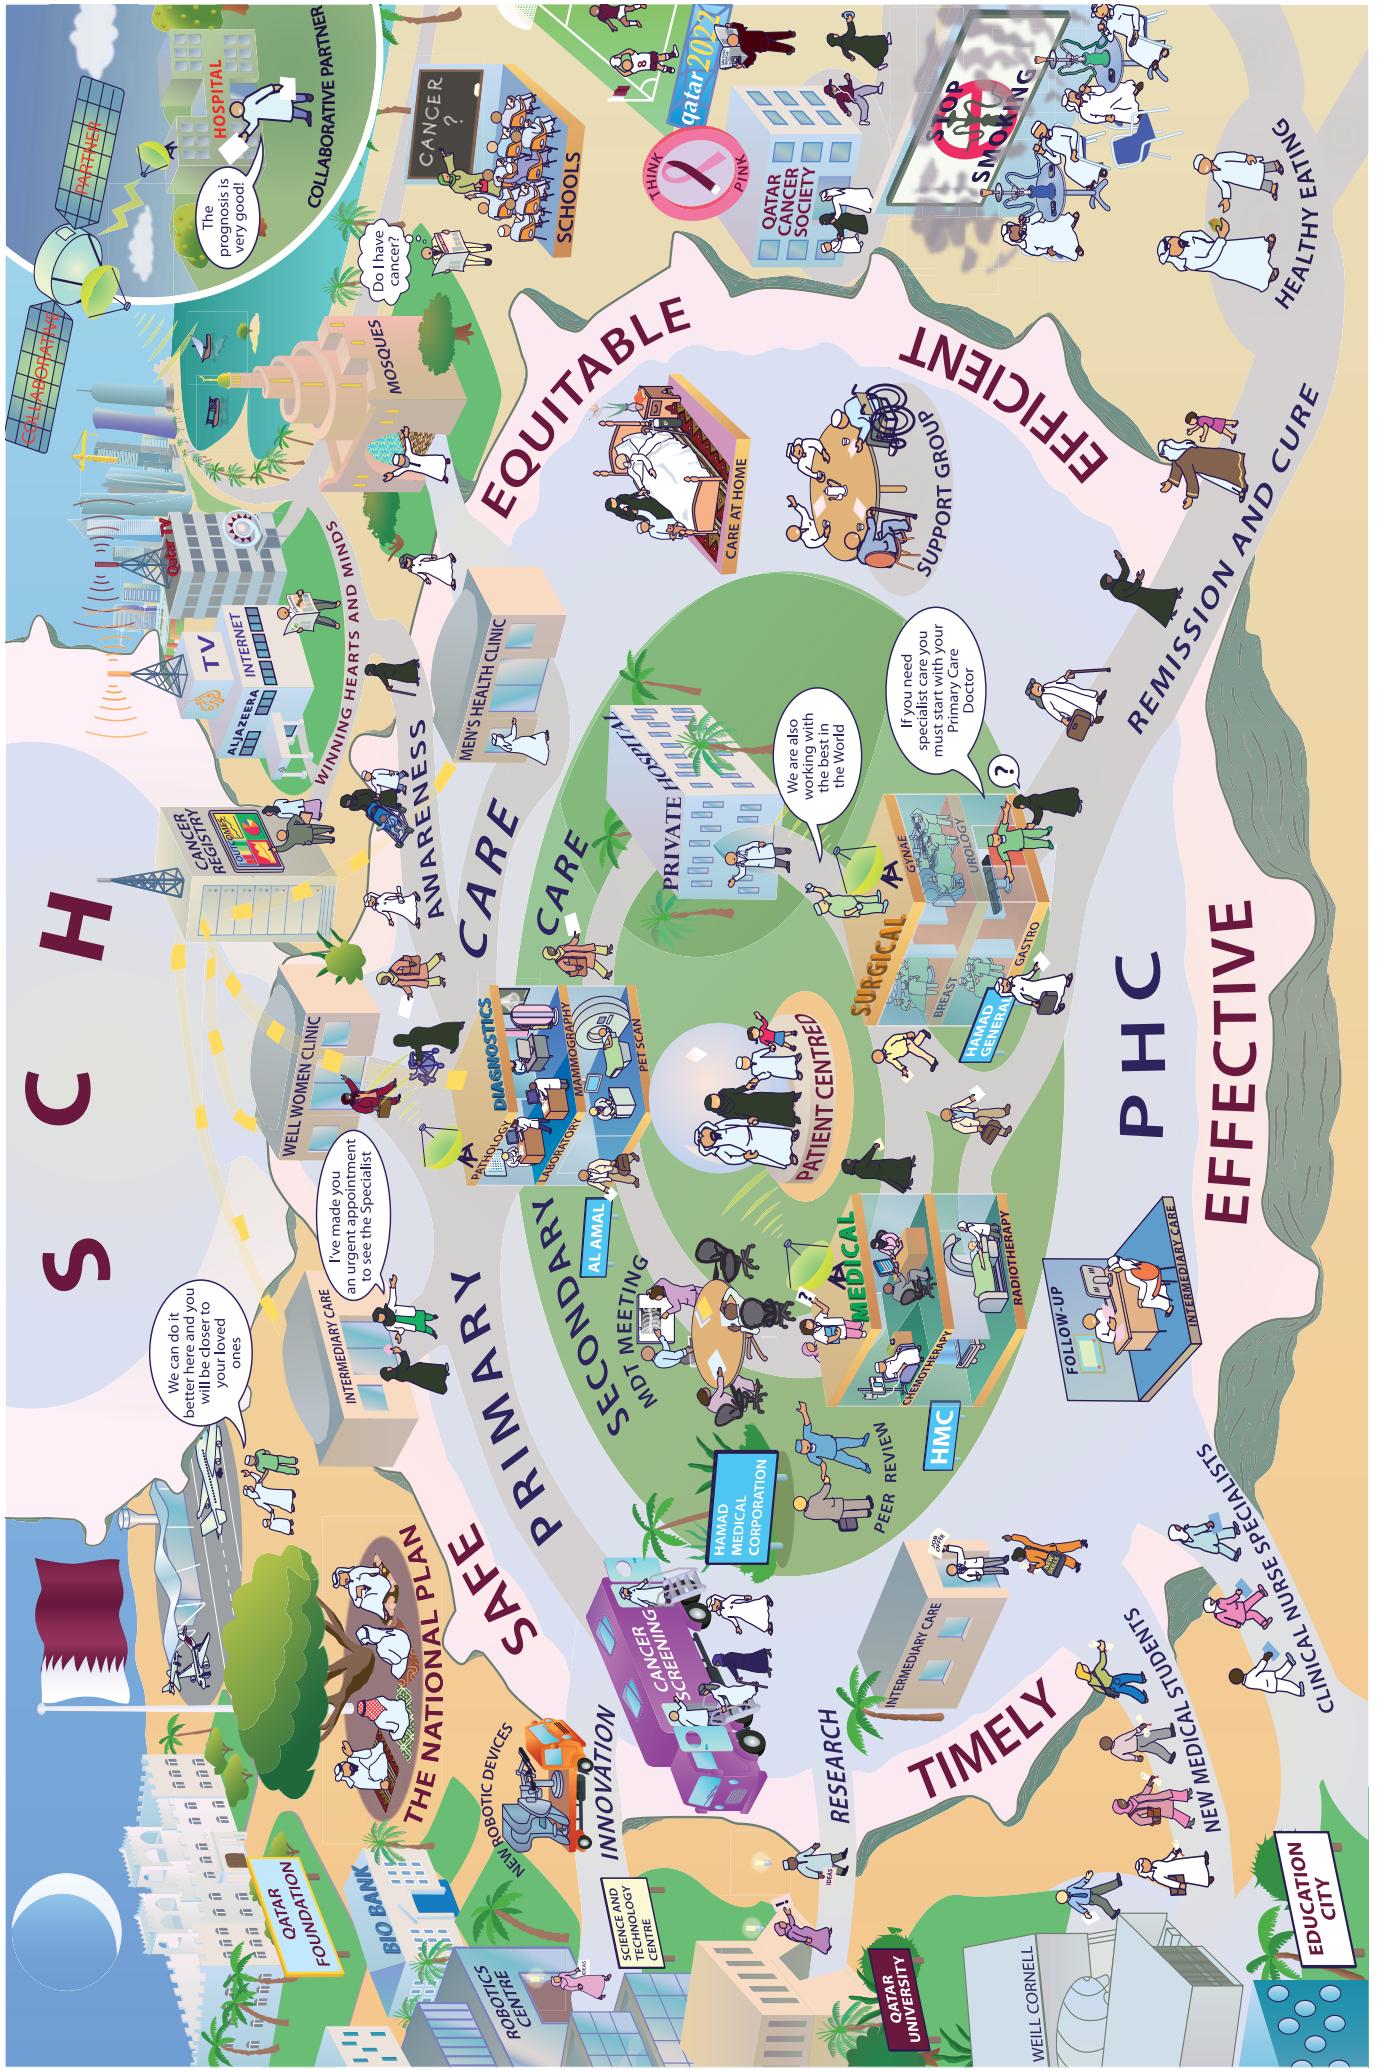 S C H
We can do it
better here and you
will be closer to
your loved
ones
THE NATIONAL PLAN
QATAR
FOUNDATION
BIO BANK
ROBOTICS
CENTRE
IDEAS
NEW ROBOTIC DEVICES
INNOVATION
SCIENCE AND
TECHNOLOGY
CENTRE
SAFE
INTERMEDIARY CARE
I've made you
an urgent appointment
to see the Specialist
WELL WOMEN CLINIC
CANCER
REGISTRY
OUTCOMES
ALJAZEERA
TV
INTERNET
Qatar TV
WINNING HEARTS AND MINDS
AWARENESS
COLLABORATIVE
PARTNER
HOSPITAL
The
prognosis is
very good!
COLLABORATIVE PARTNER
MOSQUES
Do I have
cancer?
CANCER
?
SCHOOLS
qatar 2022
8
THINK
PINK
QATAR
CANCER
SOCIETY
STOP
SMOKING
HEALTHY EATING
EQUITABLE
EFFICIENT
MEN'S HEALTH CLINIC
PRIMARY
CARE
SECONDARY
CARE
CARE AT HOME
SUPPORT GROUP
PRIVATE HOSPITAL
DIAGNOSTICS
PATHOLOGY
LABORATORY
MAMMOGRAPHY
PET SCAN
AL AMAL
MDT MEETING
PATIENT CENTRED
We are also
working with
the best in
the World
If you need
specialist care you
must start with your
Primary Care
Doctor
?
SURGICAL
BREAST
GYNAE
UROLOGY
GASTRO
HAMAD
GENERAL
?
MEDICAL
CHEMOTHERAPY
RADIOTHERAPY
HMC
HAMAD
MEDICAL
CORPORATION
PEER REVIEW
CANCER
SCREENING
INTERMEDIARY CARE
JOB
OFFER
RESEARCH
IDEAS
!
TIMELY
FOLLOW-UP
INTERMEDIARY CARE
P H C
REMISSION AND CURE
EFFECTIVE
CLINICAL NURSE SPECIALISTS
NEW MEDICAL STUDENTS
QATAR
UNIVERSITY
WEILL CORNELL
EDUCATION
CITY